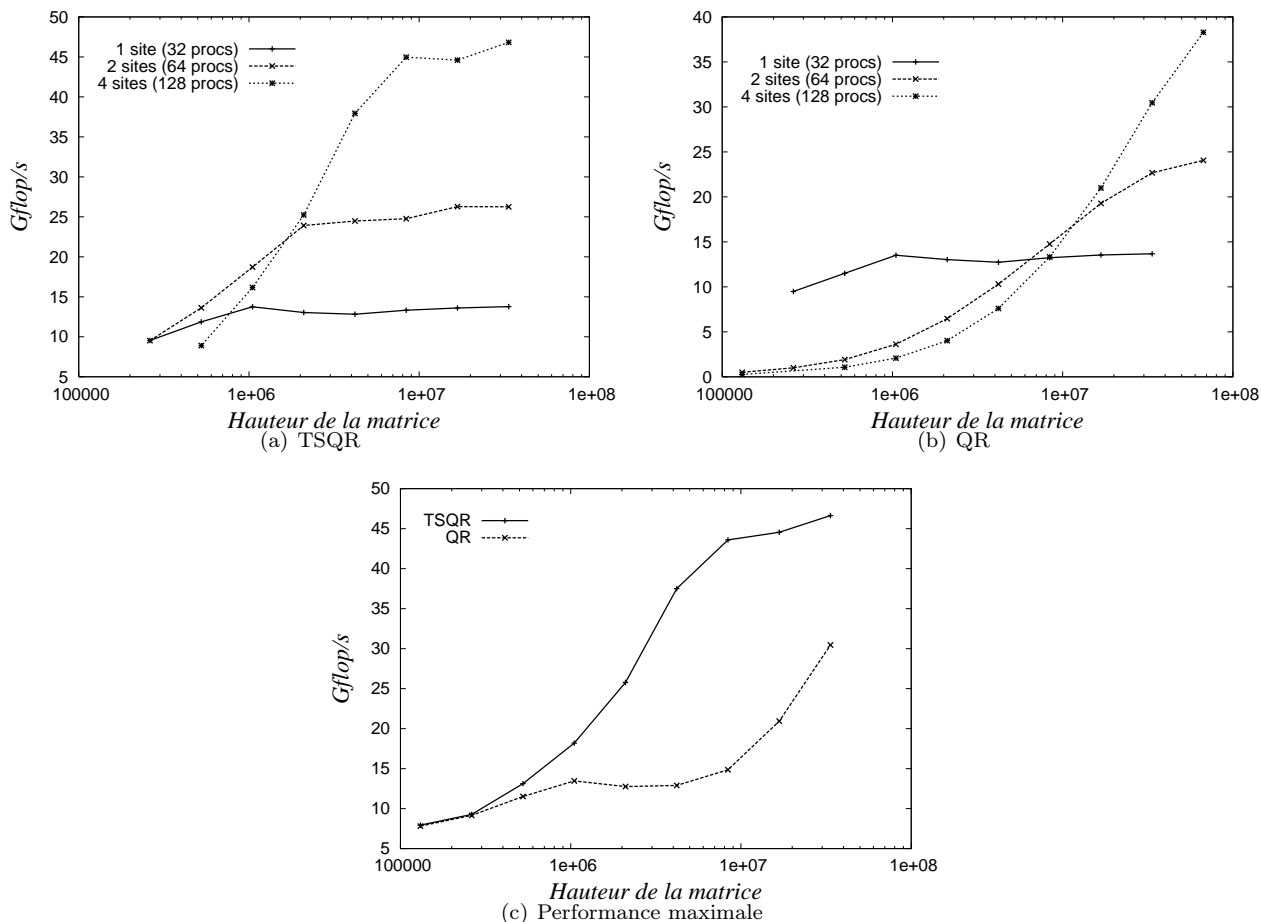 50
45
40
35
30
25
20
15
10
5
Gflop/s
1 site (32 procs)
2 sites (64 procs)
4 sites (128 procs)
100000 1e+06 1e+07 1e+08
Hauteur de la matrice
(a) TSQR
40
35
30
25
20
15
10
5
0
Gflop/s
1 site (32 procs)
2 sites (64 procs)
4 sites (128 procs)
100000 1e+06 1e+07 1e+08
Hauteur de la matrice
(b) QR
50
45
40
35
30
25
20
15
10
5
Gflop/s
TSQR
QR
100000 1e+06 1e+07 1e+08
Hauteur de la matrice
(c) Performance maximale